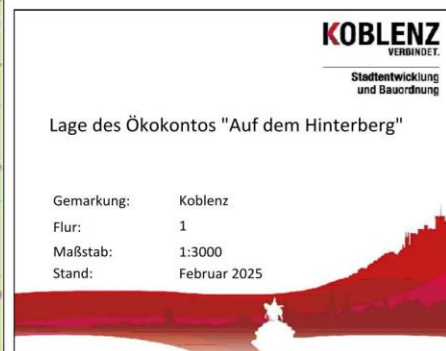 KOBLENZ
VERBINDET.
Stadtentwicklung
und Bauordnung
Lage des Ökokontos "Auf dem Hinterberg"
Gemarkung: Koblenz
Flur: 1
Maßstab: 1:3000
Stand: Februar 2025